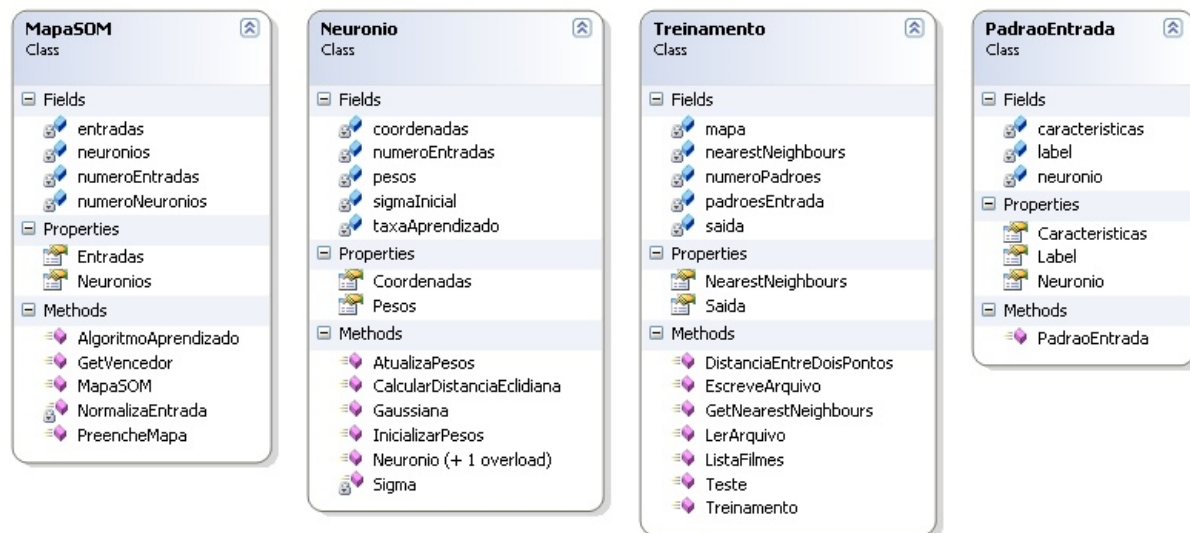 MapaSOM
Class
Fields
entradas
neuronios
numeroEntradas
numeroNeuronios
Properties
Entradas
Neuronios
Methods
AlgoritmoAprendizado
GetVencedor
MapaSOM
NormalizaEntrada
PreencheMapa
Neuronio
Class
Fields
coordenadas
numeroEntradas
pesos
sigmaInicial
taxaAprendizado
Properties
Coordenadas
Pesos
Methods
AtualizaPesos
CalcularDistanciaEclidiana
Gaussiana
InicializarPesos
Neuronio (+ 1 overload)
Sigma
Treinamento
Class
Fields
mapa
nearestNeighbours
numeroPadroes
padroesEntrada
saida
Properties
NearestNeighbours
Saida
Methods
DistanciaEntreDoisPontos
EscreveArquivo
GetNearestNeighbours
LerArquivo
ListaFilmes
Teste
Treinamento
PadraoEntrada
Class
Fields
caracteristicas
label
neuronio
Properties
Caracteristicas
Label
Neuronio
Methods
PadraoEntrada